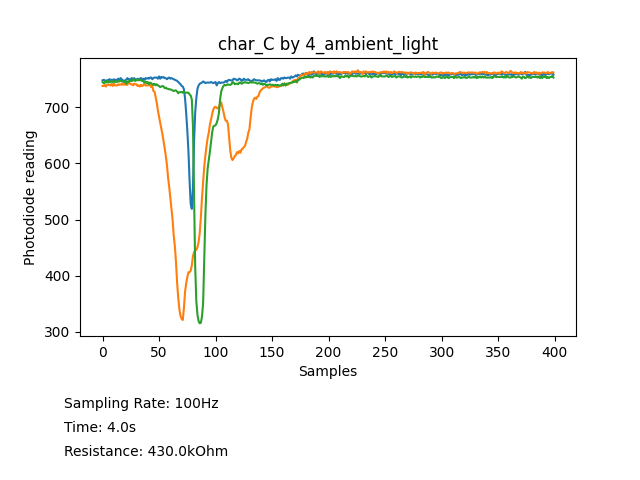 char_C by 4_ambient_light
Photodiode reading
700
600
500
400
300
0 50 100 150 200 250 300 350 400
Samples
Sampling Rate: 100Hz
Time: 4.0s
Resistance: 430.0kOhm